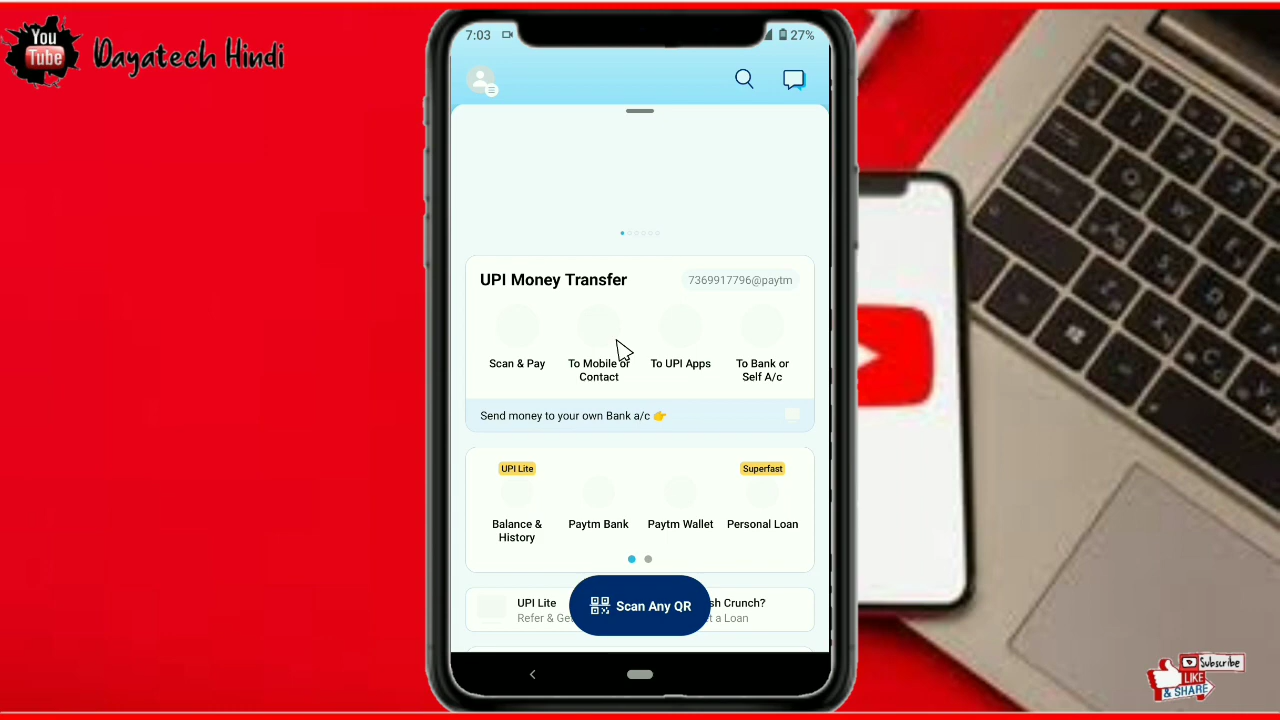 You
Tube
Dayatech Hindi
7:03
27%
UPI Money Transfer
7369917796@paytm
Scan & Pay
To Mobile or
Contact
To UPI Apps
To Bank or
Self A/c
Send money to your own Bank a/c 👉
UPI Lite
Superfast
Balance &
History
Paytm Bank
Paytm Wallet
Personal Loan
UPI Lite
Refer & Ge
Scan Any QR
sh Crunch?
t a Loan
Subscribe
LIKE
& SHARE